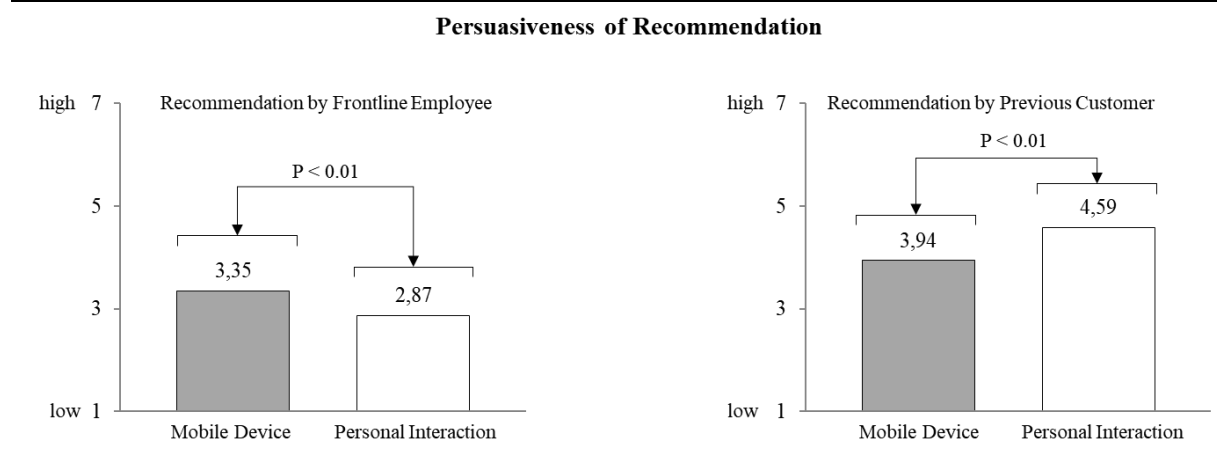 Persuasiveness of Recommendation
high 7 Recommendation by Frontline Employee
P < 0.01
5
3,35
2,87
3
low 1
Mobile Device Personal Interaction
high 7 Recommendation by Previous Customer
P < 0.01
5
4,59
3,94
3
low 1
Mobile Device Personal Interaction